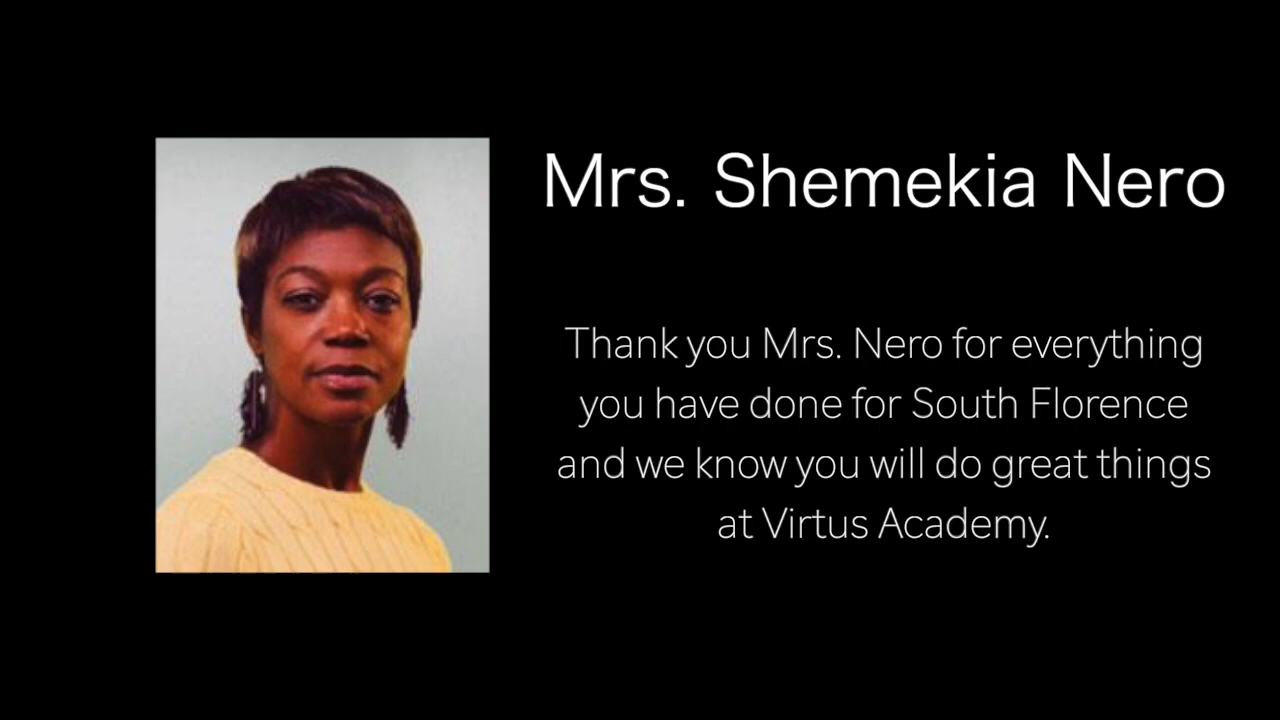 Mrs. Shemekia Nero
Thank you Mrs. Nero for everything
you have done for South Florence
and we know you will do great things
at Virtus Academy.